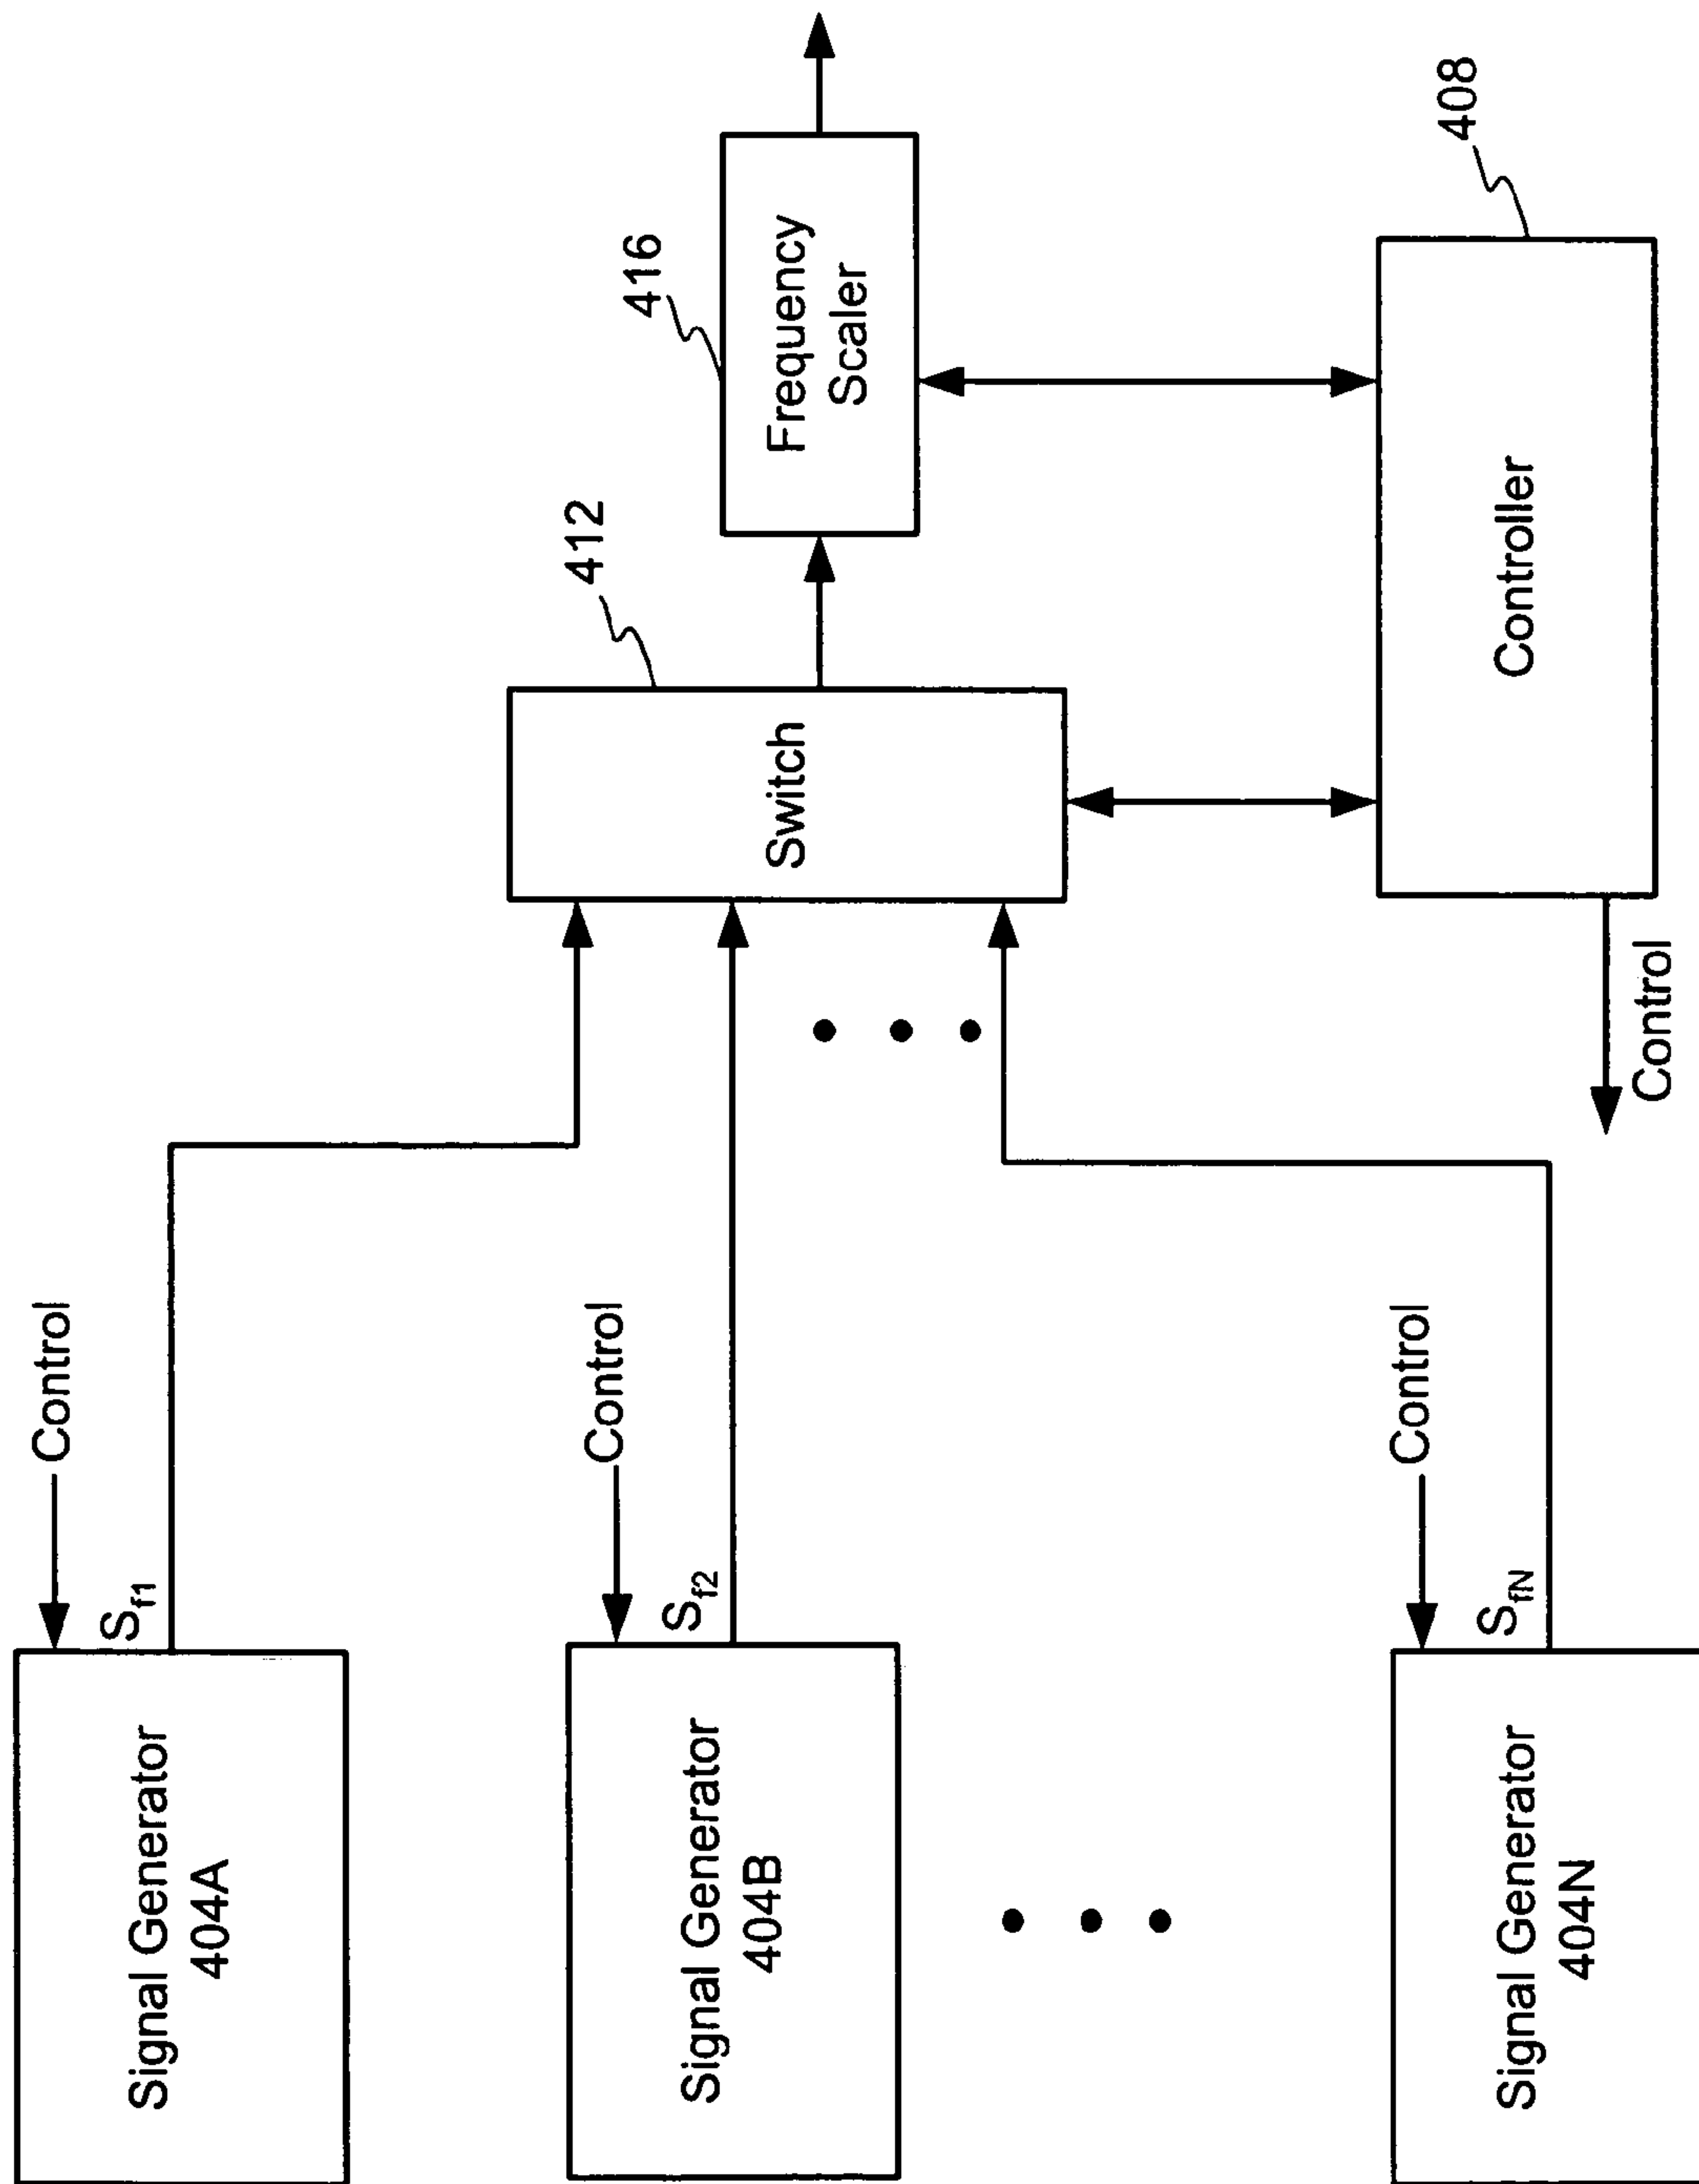 Signal Generator
404A
Control
S_f1
Signal Generator
404B
Control
S_f2
Signal Generator
404N
Control
S_fN
Switch
412
Frequency
Scaler
416
Controller
408
Control